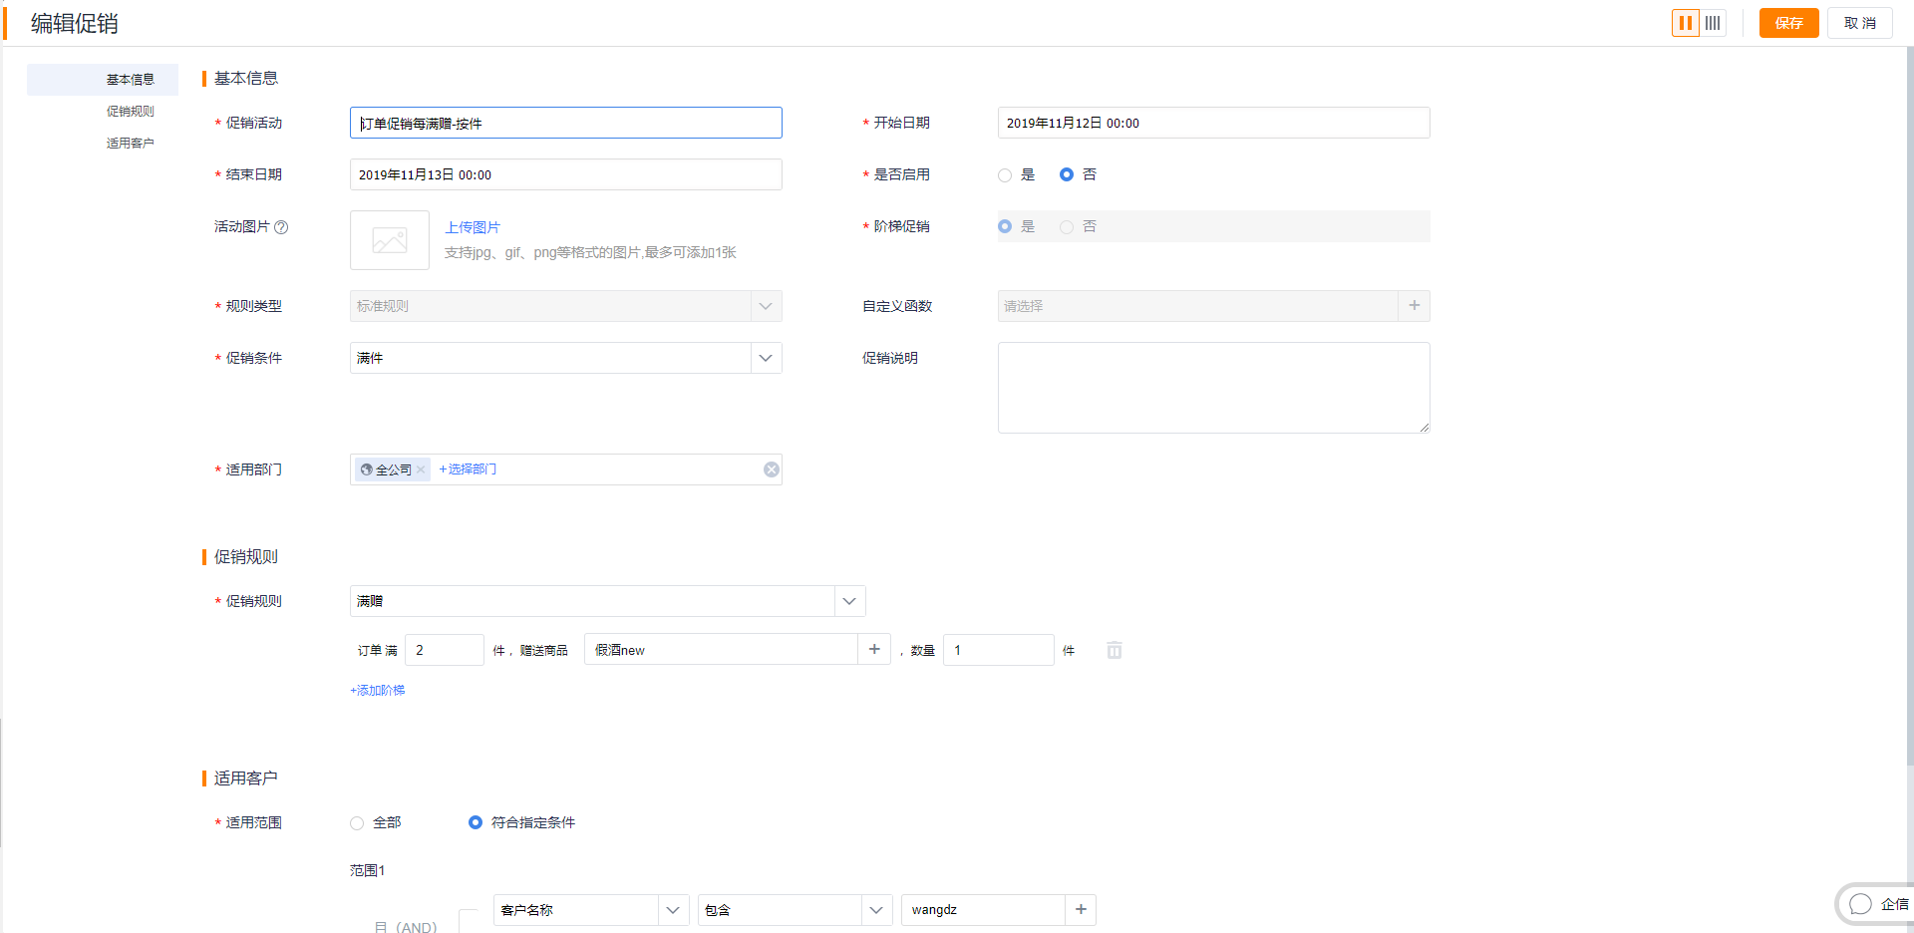 编辑促销
保存
取 消
基本信息
促销规则
适用客户
基本信息
* 促销活动
订单促销每满赠-按件
* 开始日期
2019年11月12日 00:00
* 结束日期
2019年11月13日 00:00
* 是否启用
是 否
活动图片
上传图片
支持jpg、gif、png等格式的图片,最多可添加1张
* 阶梯促销
是 否
* 规则类型
标准规则
自定义函数
请选择
* 促销条件
满件
促销说明
* 适用部门
全公司 +选择部门
促销规则
* 促销规则
满赠
订单 满 2 件，赠送商品 假酒new ，数量 1 件
+添加阶梯
适用客户
* 适用范围
全部 符合指定条件
范围1
客户名称 包含 wangdz
且（AND）
企信